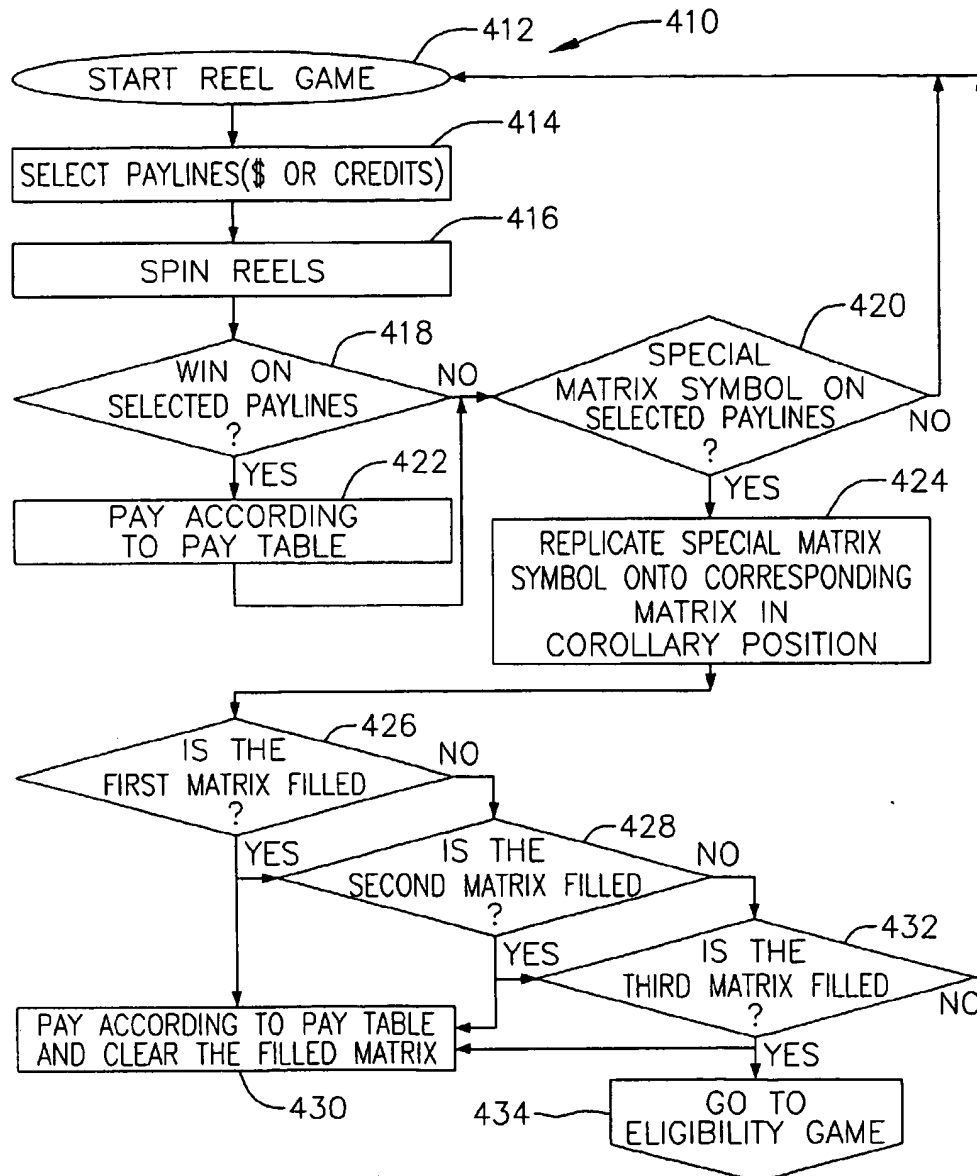 412
410
START REEL GAME
414
SELECT PAYLINES($ OR CREDITS)
416
SPIN REELS
418
WIN ON
SELECTED PAYLINES
?
NO
YES
420
SPECIAL
MATRIX SYMBOL ON
SELECTED PAYLINES
?
NO
YES
422
PAY ACCORDING
TO PAY TABLE
424
REPLICATE SPECIAL MATRIX
SYMBOL ONTO CORRESPONDING
MATRIX IN
COROLLARY POSITION
426
IS THE
FIRST MATRIX FILLED
?
NO
YES
428
IS THE
SECOND MATRIX FILLED
?
NO
YES
432
IS THE
THIRD MATRIX FILLED
?
NO
YES
PAY ACCORDING TO PAY TABLE
AND CLEAR THE FILLED MATRIX
430
434
GO TO
ELIGIBILITY GAME